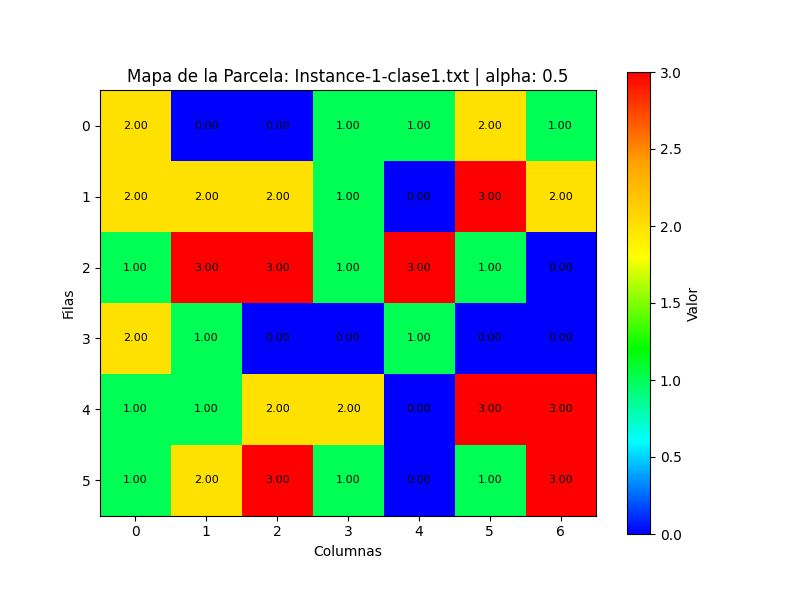 Mapa de la Parcela: Instance-1-clase1.txt | alpha: 0.5
0 2.00 0.00 0.00 1.00 1.00 2.00 1.00
1 2.00 2.00 2.00 1.00 0.00 3.00 2.00
2 1.00 3.00 3.00 1.00 3.00 1.00 0.00
3 2.00 1.00 0.00 0.00 1.00 0.00 0.00
4 1.00 1.00 2.00 2.00 0.00 3.00 3.00
5 1.00 2.00 3.00 1.00 0.00 1.00 3.00
0 1 2 3 4 5 6
Columnas
Filas
3.0
2.5
2.0
1.5
1.0
0.5
0.0
Valor